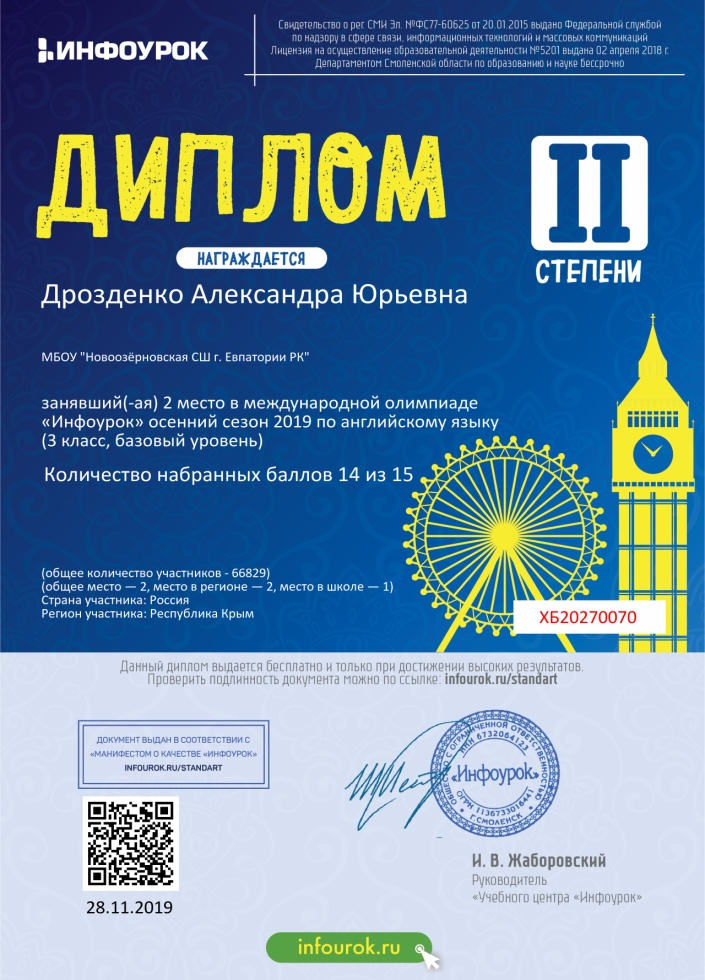 ИНФОУРОК
Свидетельство о рег. СМИ Эл. №ФС77-60625 от 20.01.2015 выдано Федеральной службой
по надзору в сфере связи, информационных технологий и массовых коммуникаций
Лицензия на осуществление образовательной деятельности №5201 выдана 02 апреля 2018 г.
Департаментом Смоленской области по образованию и науке бессрочно
ДИПЛОМ
II
СТЕПЕНИ
НАГРАЖДАЕТСЯ
Дрозденко Александра Юрьевна
МБОУ "Новоозёрновская СШ г. Евпатории РК"
занявший(-ая) 2 место в международной олимпиаде
«Инфоурок» осенний сезон 2019 по английскому языку
(3 класс, базовый уровень)
Количество набранных баллов 14 из 15
(общее количество участников - 66829)
(общее место — 2, место в регионе — 2, место в школе — 1)
Страна участника: Россия
Регион участника: Республика Крым
ХБ20270070
Данный диплом выдается бесплатно и только при достижении высоких результатов.
Проверить подлинность документа можно по ссылке: infourok.ru/standart
ДОКУМЕНТ ВЫДАН В СООТВЕТСТВИИ С
«МАНИФЕСТОМ О КАЧЕСТВЕ «ИНФОУРОК»
INFOUROK.RU/STANDART
ОБЩЕСТВО С ОГРАНИЧЕННОЙ ОТВЕТСТВЕННОСТЬЮ
ИНН 6732064123
«Инфоурок»
ОГРН 1136733016441
Г.СМОЛЕНСК
И. В. Жаборовский
Руководитель
«Учебного центра «Инфоурок»
28.11.2019
infourok.ru